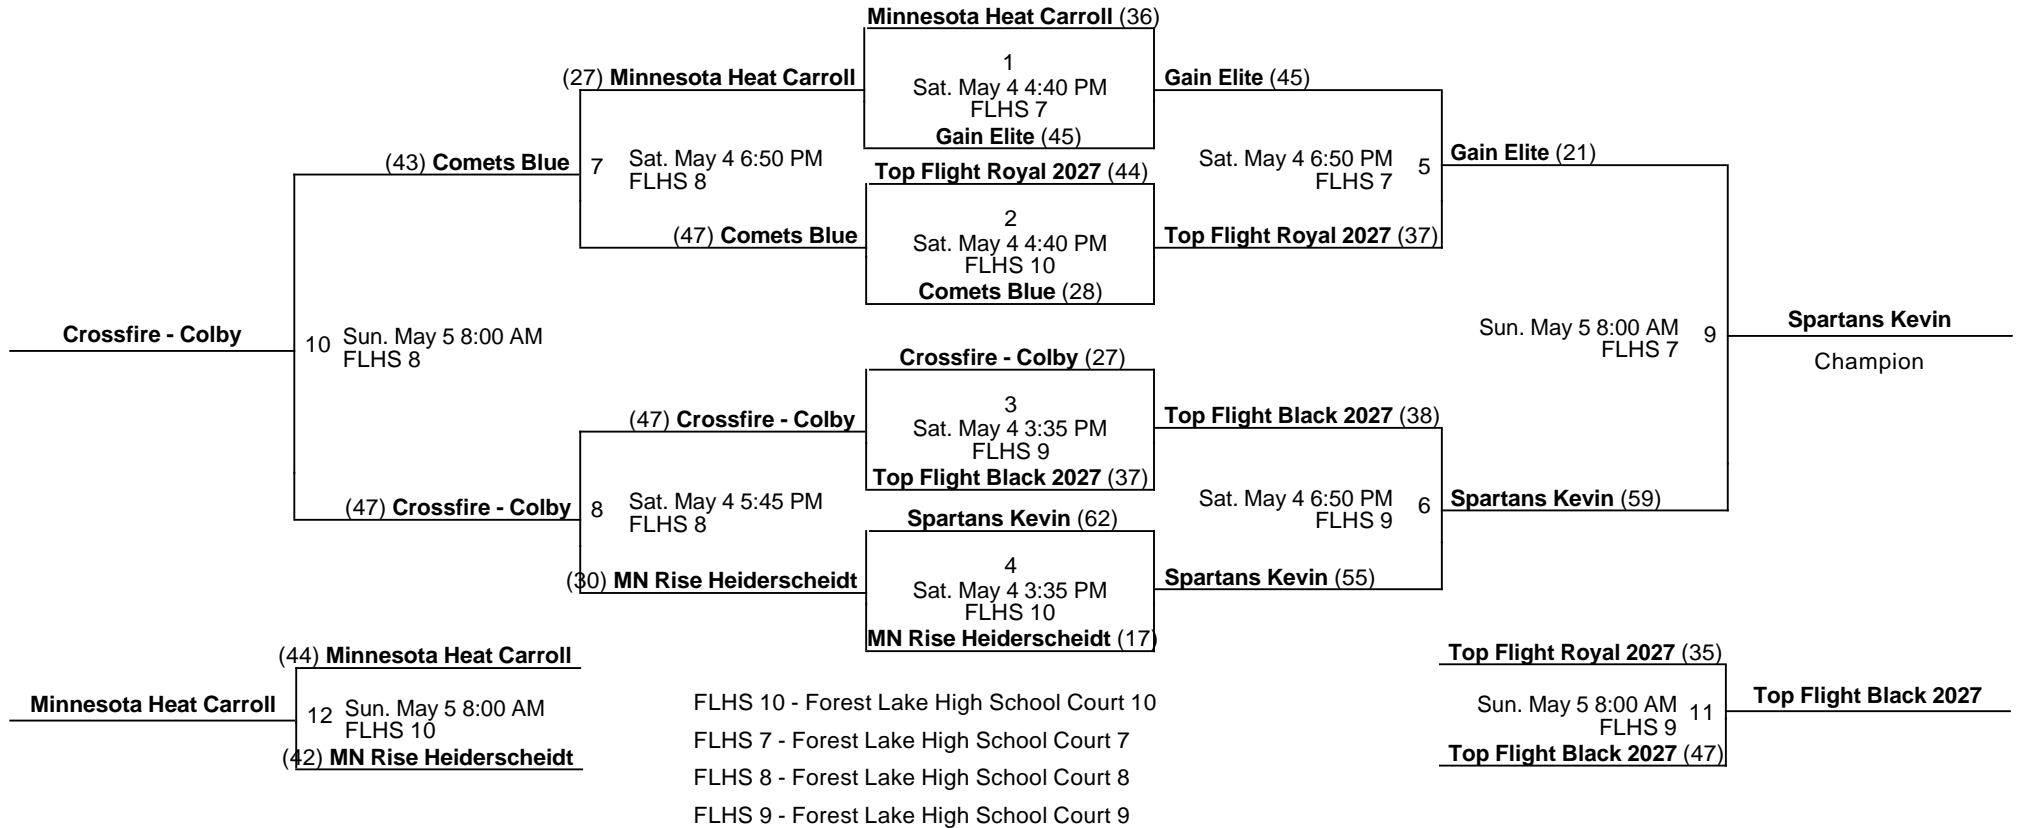 Minnesota Heat Carroll (36)
1
Sat. May 4 4:40 PM
FLHS 7
Gain Elite (45)
(27) Minnesota Heat Carroll
Gain Elite (45)
(43) Comets Blue
7
Sat. May 4 6:50 PM
FLHS 8
Sat. May 4 6:50 PM
FLHS 7
5
Gain Elite (21)
Top Flight Royal 2027 (44)
2
Sat. May 4 4:40 PM
FLHS 10
Comets Blue (28)
(47) Comets Blue
Top Flight Royal 2027 (37)
Crossfire - Colby
10
Sun. May 5 8:00 AM
FLHS 8
Sun. May 5 8:00 AM
FLHS 7
9
Spartans Kevin
Champion
Crossfire - Colby (27)
3
Sat. May 4 3:35 PM
FLHS 9
Top Flight Black 2027 (37)
(47) Crossfire - Colby
Top Flight Black 2027 (38)
(47) Crossfire - Colby
8
Sat. May 4 5:45 PM
FLHS 8
Sat. May 4 6:50 PM
FLHS 9
6
Spartans Kevin (59)
Spartans Kevin (62)
4
Sat. May 4 3:35 PM
FLHS 10
MN Rise Heiderscheidt (17)
(30) MN Rise Heiderscheidt
Spartans Kevin (55)
(44) Minnesota Heat Carroll
Minnesota Heat Carroll
12
Sun. May 5 8:00 AM
FLHS 10
(42) MN Rise Heiderscheidt
FLHS 10 - Forest Lake High School Court 10
FLHS 7 - Forest Lake High School Court 7
FLHS 8 - Forest Lake High School Court 8
FLHS 9 - Forest Lake High School Court 9
Top Flight Royal 2027 (35)
Sun. May 5 8:00 AM
FLHS 9
11
Top Flight Black 2027
Top Flight Black 2027 (47)